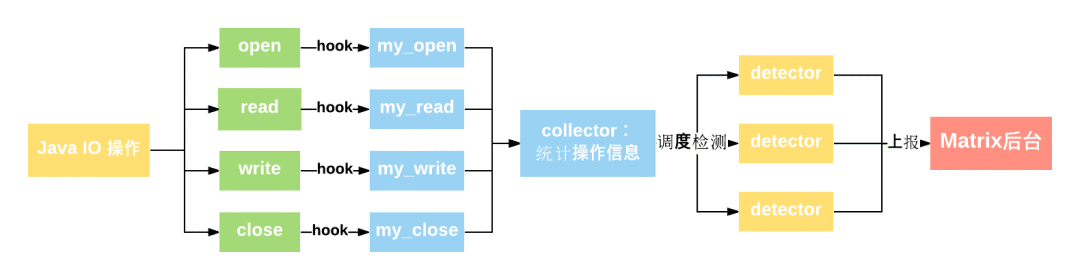 Java IO 操作
open
hook
my_open
read
hook
my_read
write
hook
my_write
close
hook
my_close
collector：
统计操作信息
调度检测
detector
detector
detector
上报
Matrix后台